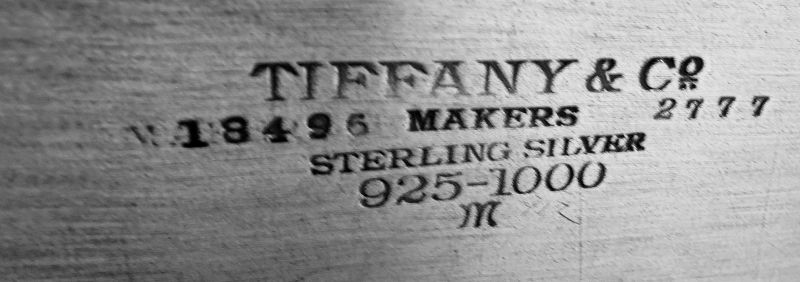 TIFFANY & Cº
18496 MAKERS 2777
STERLING SILVER
925-1000
M